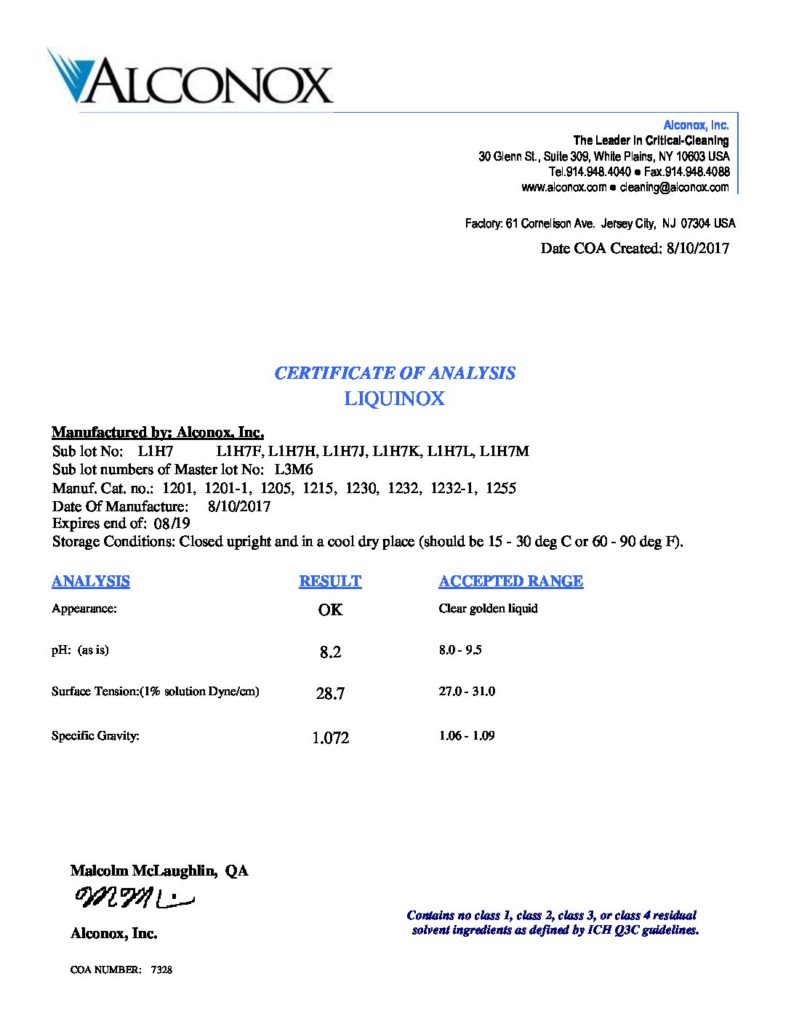 ALCONOX
Alconox, Inc.
The Leader in Critical-Cleaning
30 Glenn St., Suite 309, White Plains, NY 10603 USA
Tel.914.948.4040 ● Fax.914.948.4088
www.alconox.com ● cleaning@alconox.com
Factory: 61 Cornelison Ave. Jersey City, NJ 07304 USA
Date COA Created: 8/10/2017
CERTIFICATE OF ANALYSIS
LIQUINOX
Manufactured by: Alconox, Inc.
Sub lot No: L1H7 L1H7F, L1H7H, L1H7J, L1H7K, L1H7L, L1H7M
Sub lot numbers of Master lot No: L3M6
Manuf. Cat. no.: 1201, 1201-1, 1205, 1215, 1230, 1232, 1232-1, 1255
Date Of Manufacture: 8/10/2017
Expires end of: 08/19
Storage Conditions: Closed upright and in a cool dry place (should be 15 - 30 deg C or 60 - 90 deg F).
ANALYSIS RESULT ACCEPTED RANGE
Appearance: OK Clear golden liquid
pH: (as is) 8.2 8.0 - 9.5
Surface Tension:(1% solution Dyne/cm) 28.7 27.0 - 31.0
Specific Gravity: 1.072 1.06 - 1.09
Malcolm McLaughlin, QA
Alconox, Inc.
Contains no class 1, class 2, class 3, or class 4 residual
solvent ingredients as defined by ICH Q3C guidelines.
COA NUMBER: 7328